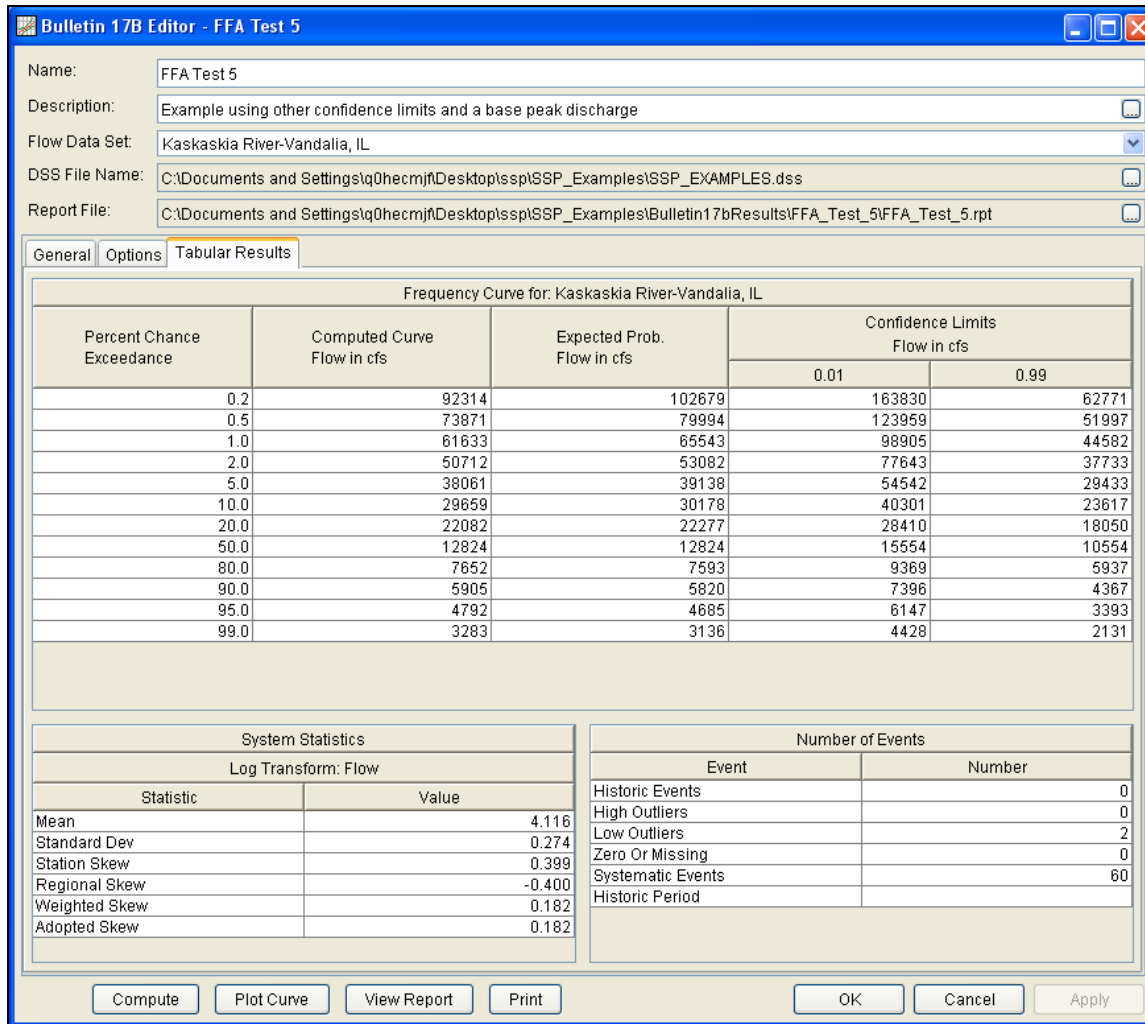 Bulletin 17B Editor - FFA Test 5
Name: FFA Test 5
Description: Example using other confidence limits and a base peak discharge ...
Flow Data Set: Kaskaskia River-Vandalia, IL
DSS File Name: C:\Documents and Settings\q0hecmjf\Desktop\ssp\SSP_Examples\SSP_EXAMPLES.dss ...
Report File: C:\Documents and Settings\q0hecmjf\Desktop\ssp\SSP_Examples\Bulletin17bResults\FFA_Test_5\FFA_Test_5.rpt ...
General Options Tabular Results
Frequency Curve for: Kaskaskia River-Vandalia, IL
Percent Chance Computed Curve Expected Prob. Confidence Limits
Exceedance Flow in cfs Flow in cfs Flow in cfs
0.01 0.99
0.2 92314 102679 163830 62771
0.5 73871 79994 123959 51997
1.0 61633 65543 98905 44582
2.0 50712 53082 77643 37733
5.0 38061 39138 54542 29433
10.0 29659 30178 40301 23617
20.0 22082 22277 28410 18050
50.0 12824 12824 15554 10554
80.0 7652 7593 9369 5937
90.0 5905 5820 7396 4367
95.0 4792 4685 6147 3393
99.0 3283 3136 4428 2131
System Statistics
Log Transform: Flow
Statistic Value
Mean 4.116
Standard Dev 0.274
Station Skew 0.399
Regional Skew -0.400
Weighted Skew 0.182
Adopted Skew 0.182
Number of Events
Event Number
Historic Events 0
High Outliers 0
Low Outliers 2
Zero Or Missing 0
Systematic Events 60
Historic Period
Compute Plot Curve View Report Print OK Cancel Apply